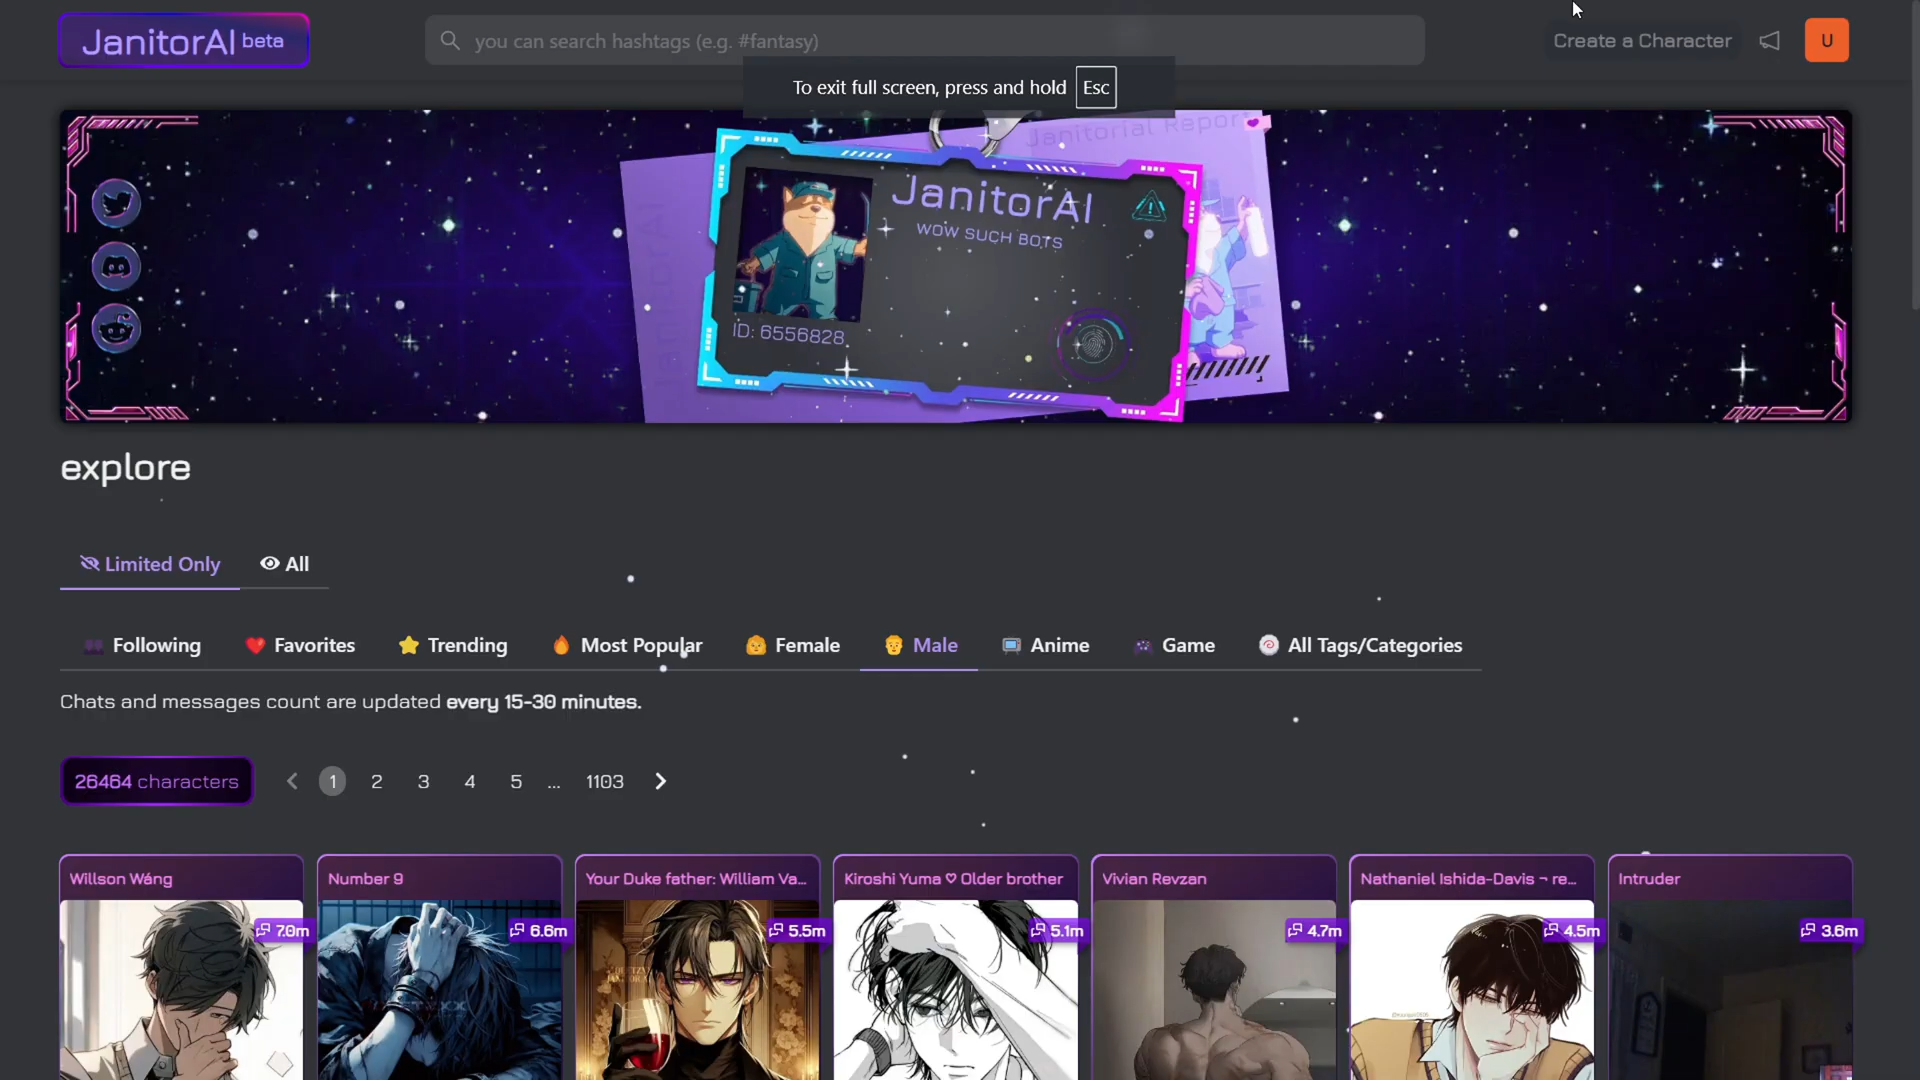 JanitorAI beta
you can search hashtags (e.g. #fantasy)
Create a Character
U
To exit full screen, press and hold Esc
Janitorial Report
JanitorAI
WOW SUCH BOTS
ID: 6556828
explore
Limited Only
All
Following
Favorites
Trending
Most Popular
Female
Male
Anime
Game
All Tags/Categories
Chats and messages count are updated every 15-30 minutes.
26464 characters
1 2 3 4 5 ... 1103
Willson Wáng
Number 9
Your Duke father: William Va...
Kiroshi Yuma ♡ Older brother
Vivian Revzan
Nathaniel Ishida-Davis ¬ re...
Intruder
7.0m
6.6m
5.5m
5.1m
4.7m
4.5m
3.6m